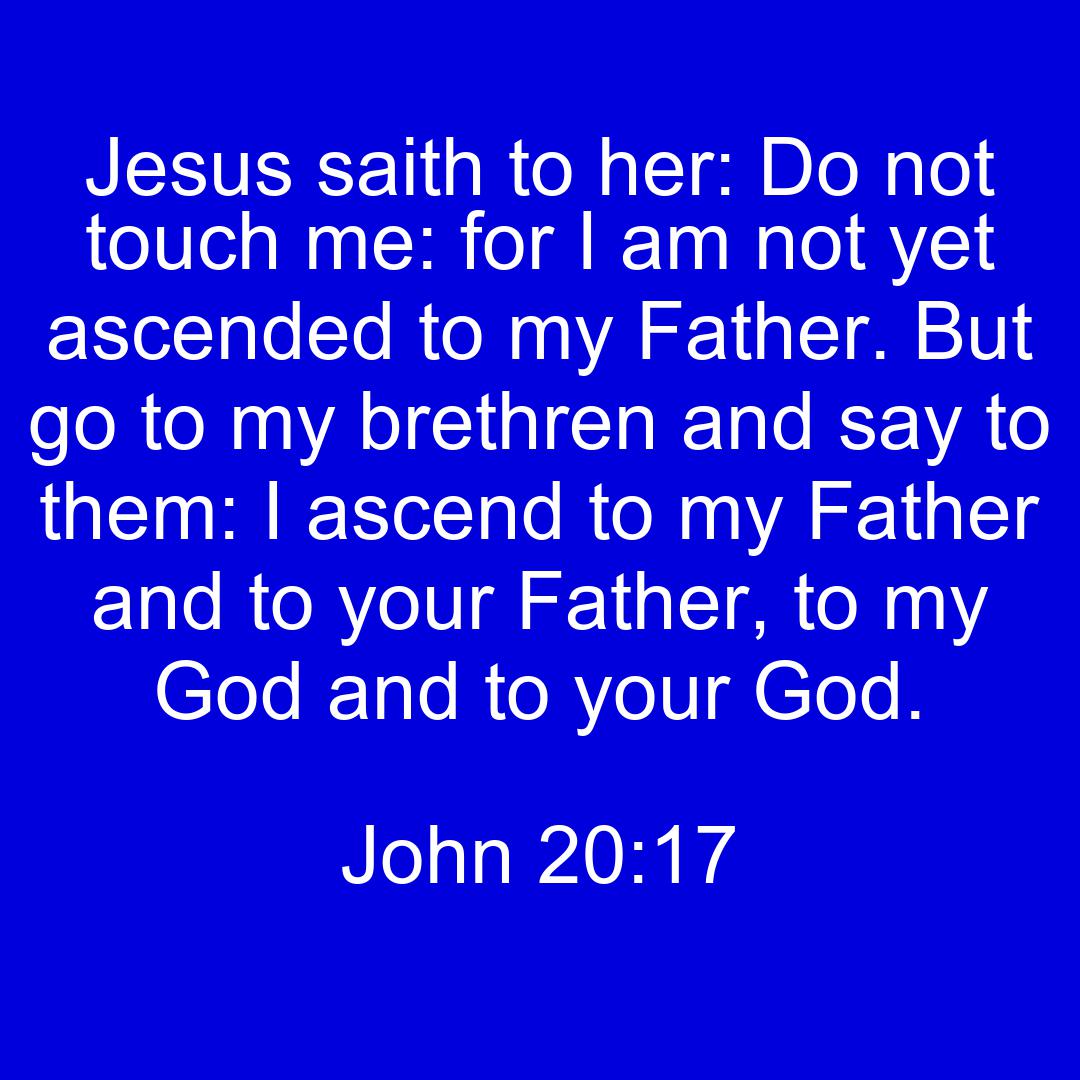 Jesus saith to her: Do not
touch me: for I am not yet
ascended to my Father. But
go to my brethren and say to
them: I ascend to my Father
and to your Father, to my
God and to your God.
John 20:17